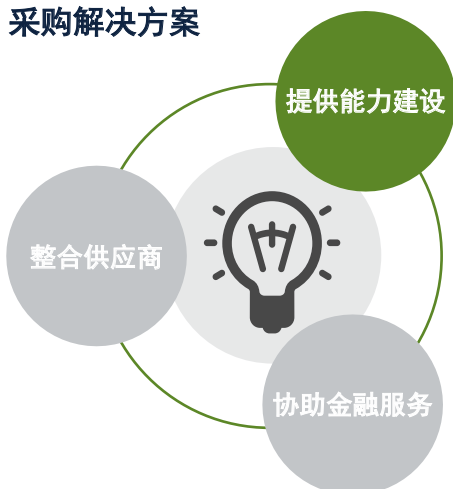 采购解决方案
提供能力建设
整合供应商
协助金融服务